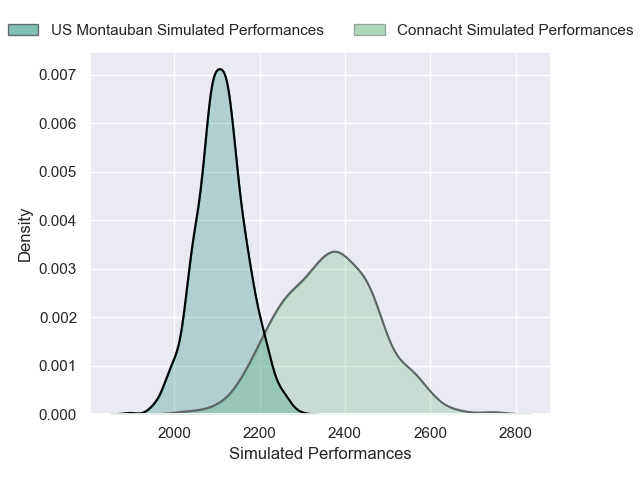 US Montauban Simulated Performances Connacht Simulated Performances
0.007
0.006
0.005
0.004
0.003
0.002
0.001
0.000
Density
2000 2200 2400 2600 2800
Simulated Performances